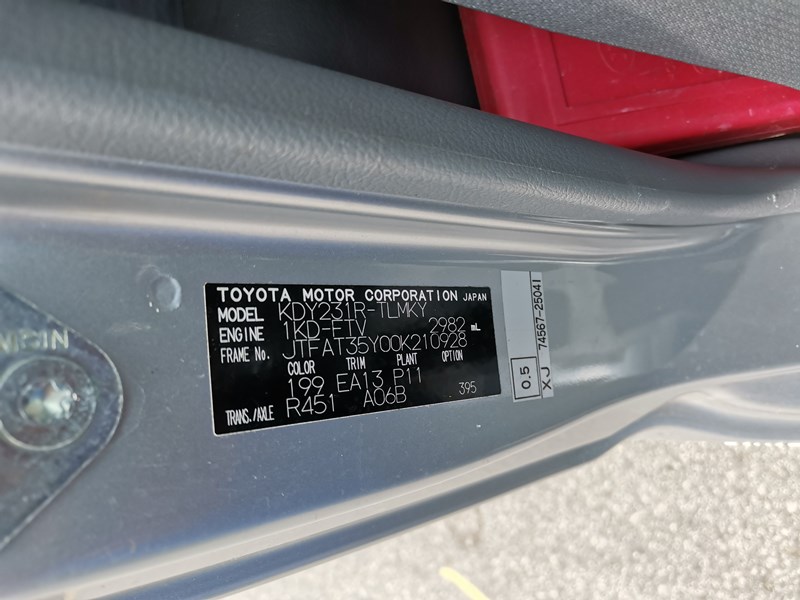 TOYOTA MOTOR CORPORATION JAPAN
MODEL KDY231R-TLMKY
ENGINE 1KD-FTV 2982 mL
FRAME No. JTFAT35Y00K210928
COLOR TRIM PLANT OPTION
199 EA13 P11
TRANS./AXLE R451 A06B 395
0.5
XJ 74567-25041